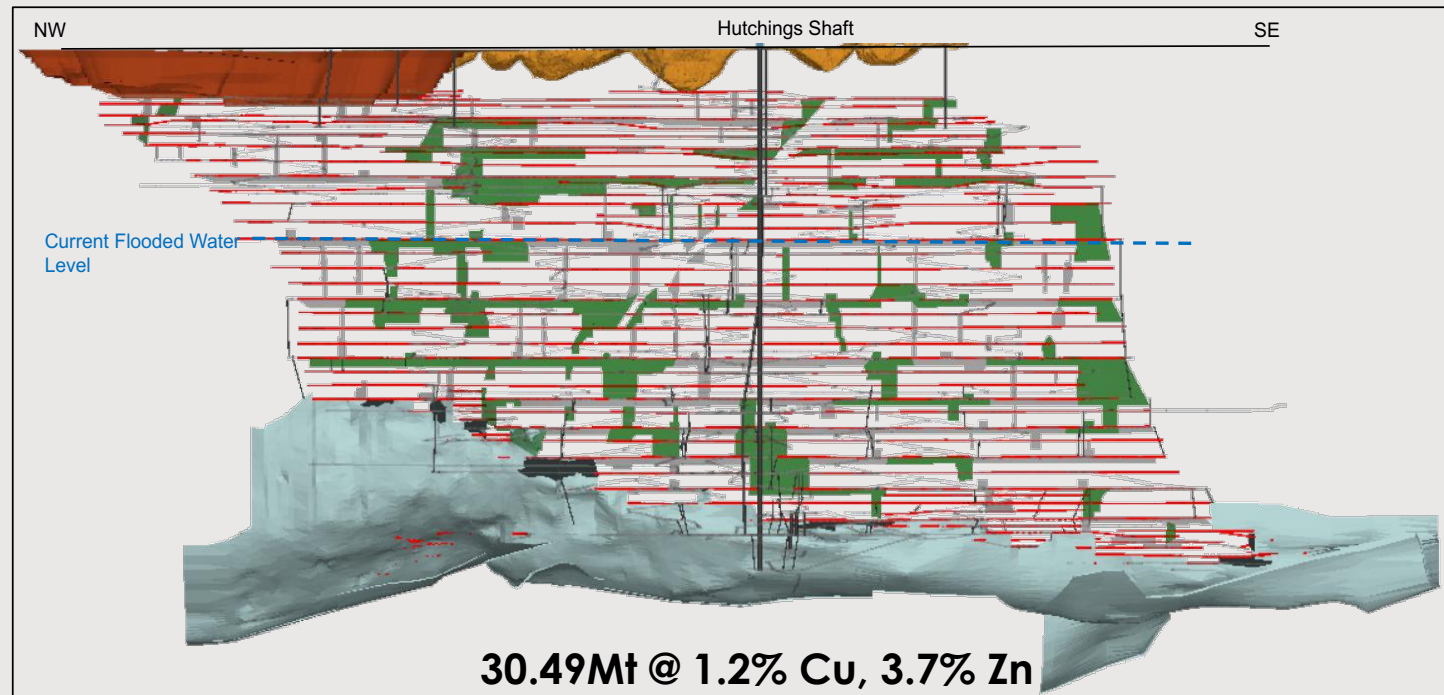 NW
Hutchings Shaft
SE
Current Flooded Water
Level
30.49Mt @ 1.2% Cu, 3.7% Zn